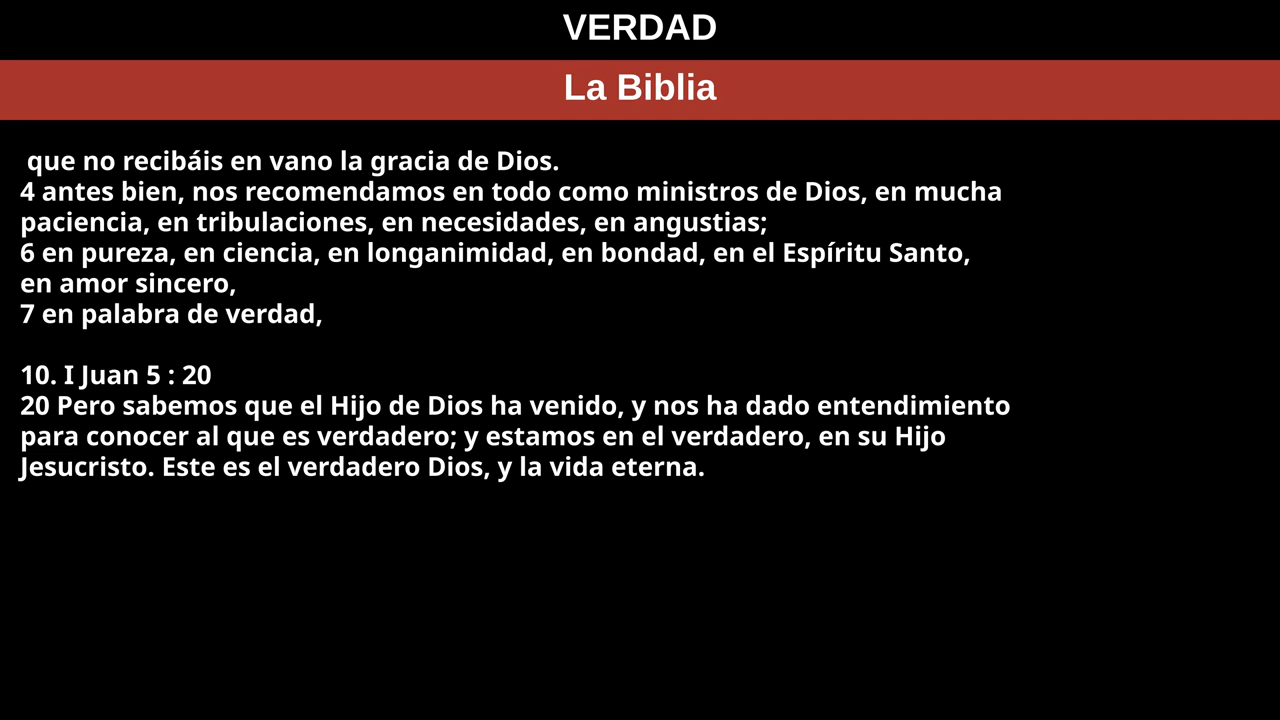 VERDAD
La Biblia
que no recibáis en vano la gracia de Dios.
4 antes bien, nos recomendamos en todo como ministros de Dios, en mucha
paciencia, en tribulaciones, en necesidades, en angustias;
6 en pureza, en ciencia, en longanimidad, en bondad, en el Espíritu Santo,
en amor sincero,
7 en palabra de verdad,
10. I Juan 5 : 20
20 Pero sabemos que el Hijo de Dios ha venido, y nos ha dado entendimiento
para conocer al que es verdadero; y estamos en el verdadero, en su Hijo
Jesucristo. Este es el verdadero Dios, y la vida eterna.